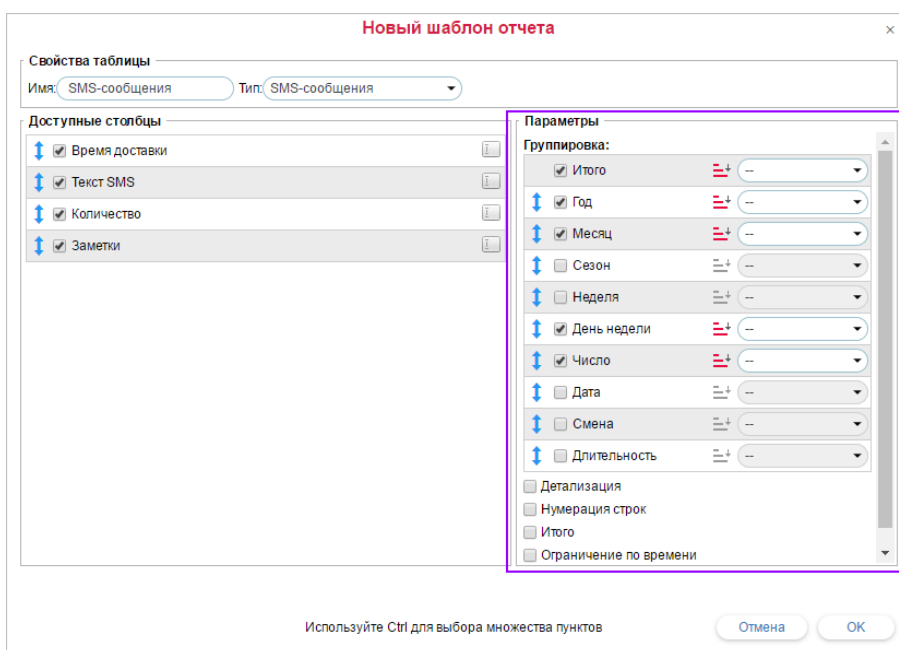 Новый шаблон отчета
Свойства таблицы
Имя: SMS-сообщения Тип: SMS-сообщения
Доступные столбцы
Время доставки
Текст SMS
Количество
Заметки
Параметры
Группировка:
Итого --
Год --
Месяц --
Сезон --
Неделя --
День недели --
Число --
Дата --
Смена --
Длительность --
Детализация
Нумерация строк
Итого
Ограничение по времени
Используйте Ctrl для выбора множества пунктов
Отмена OK